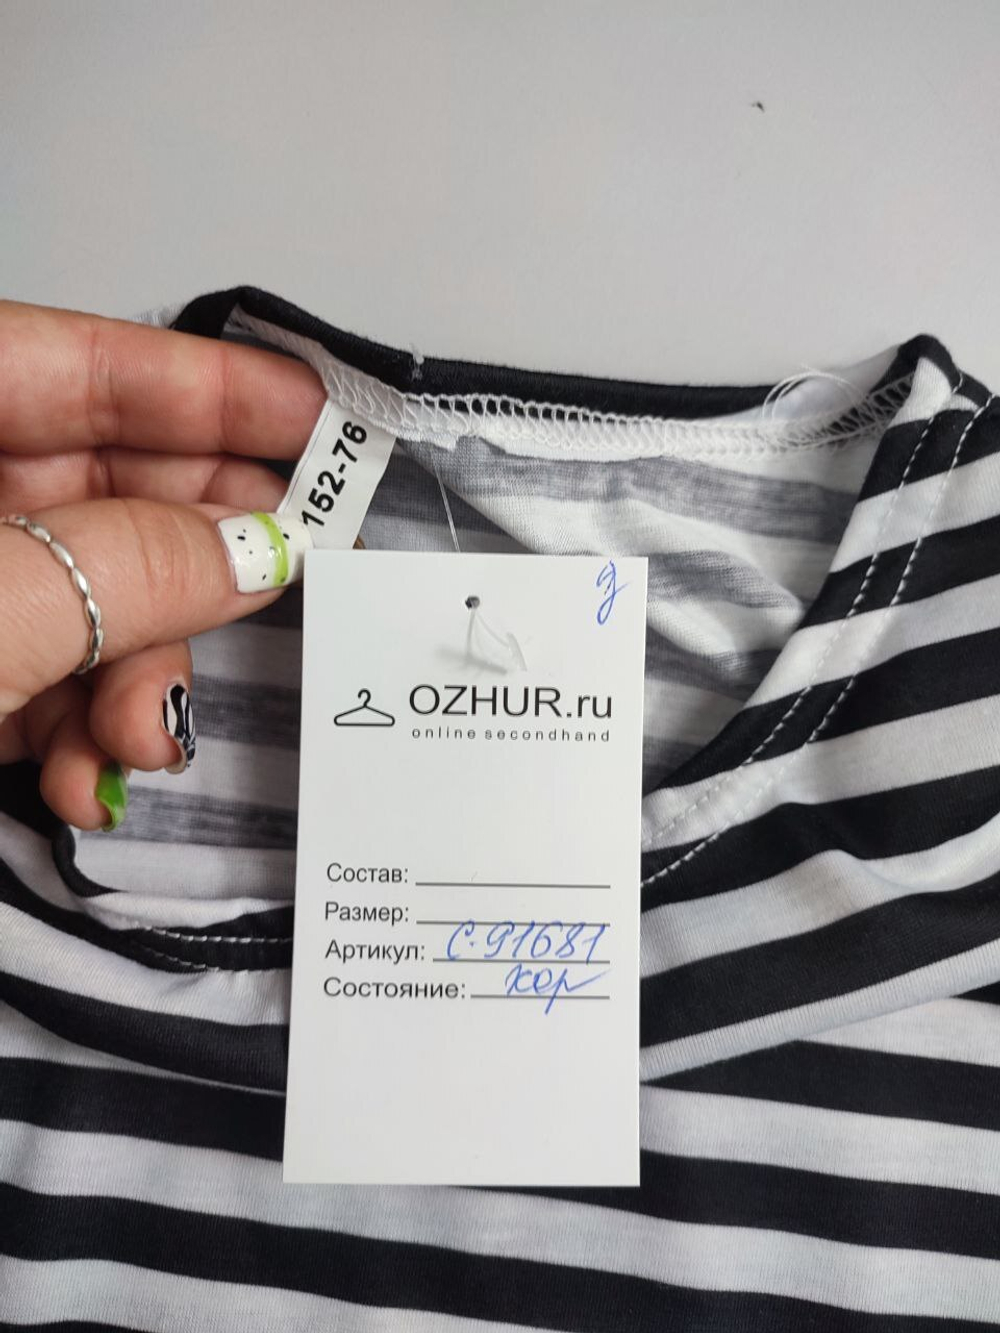 152-76
OZHUR.ru
online secondhand
Состав:
Размер:
Артикул: С-91681
Состояние: хор